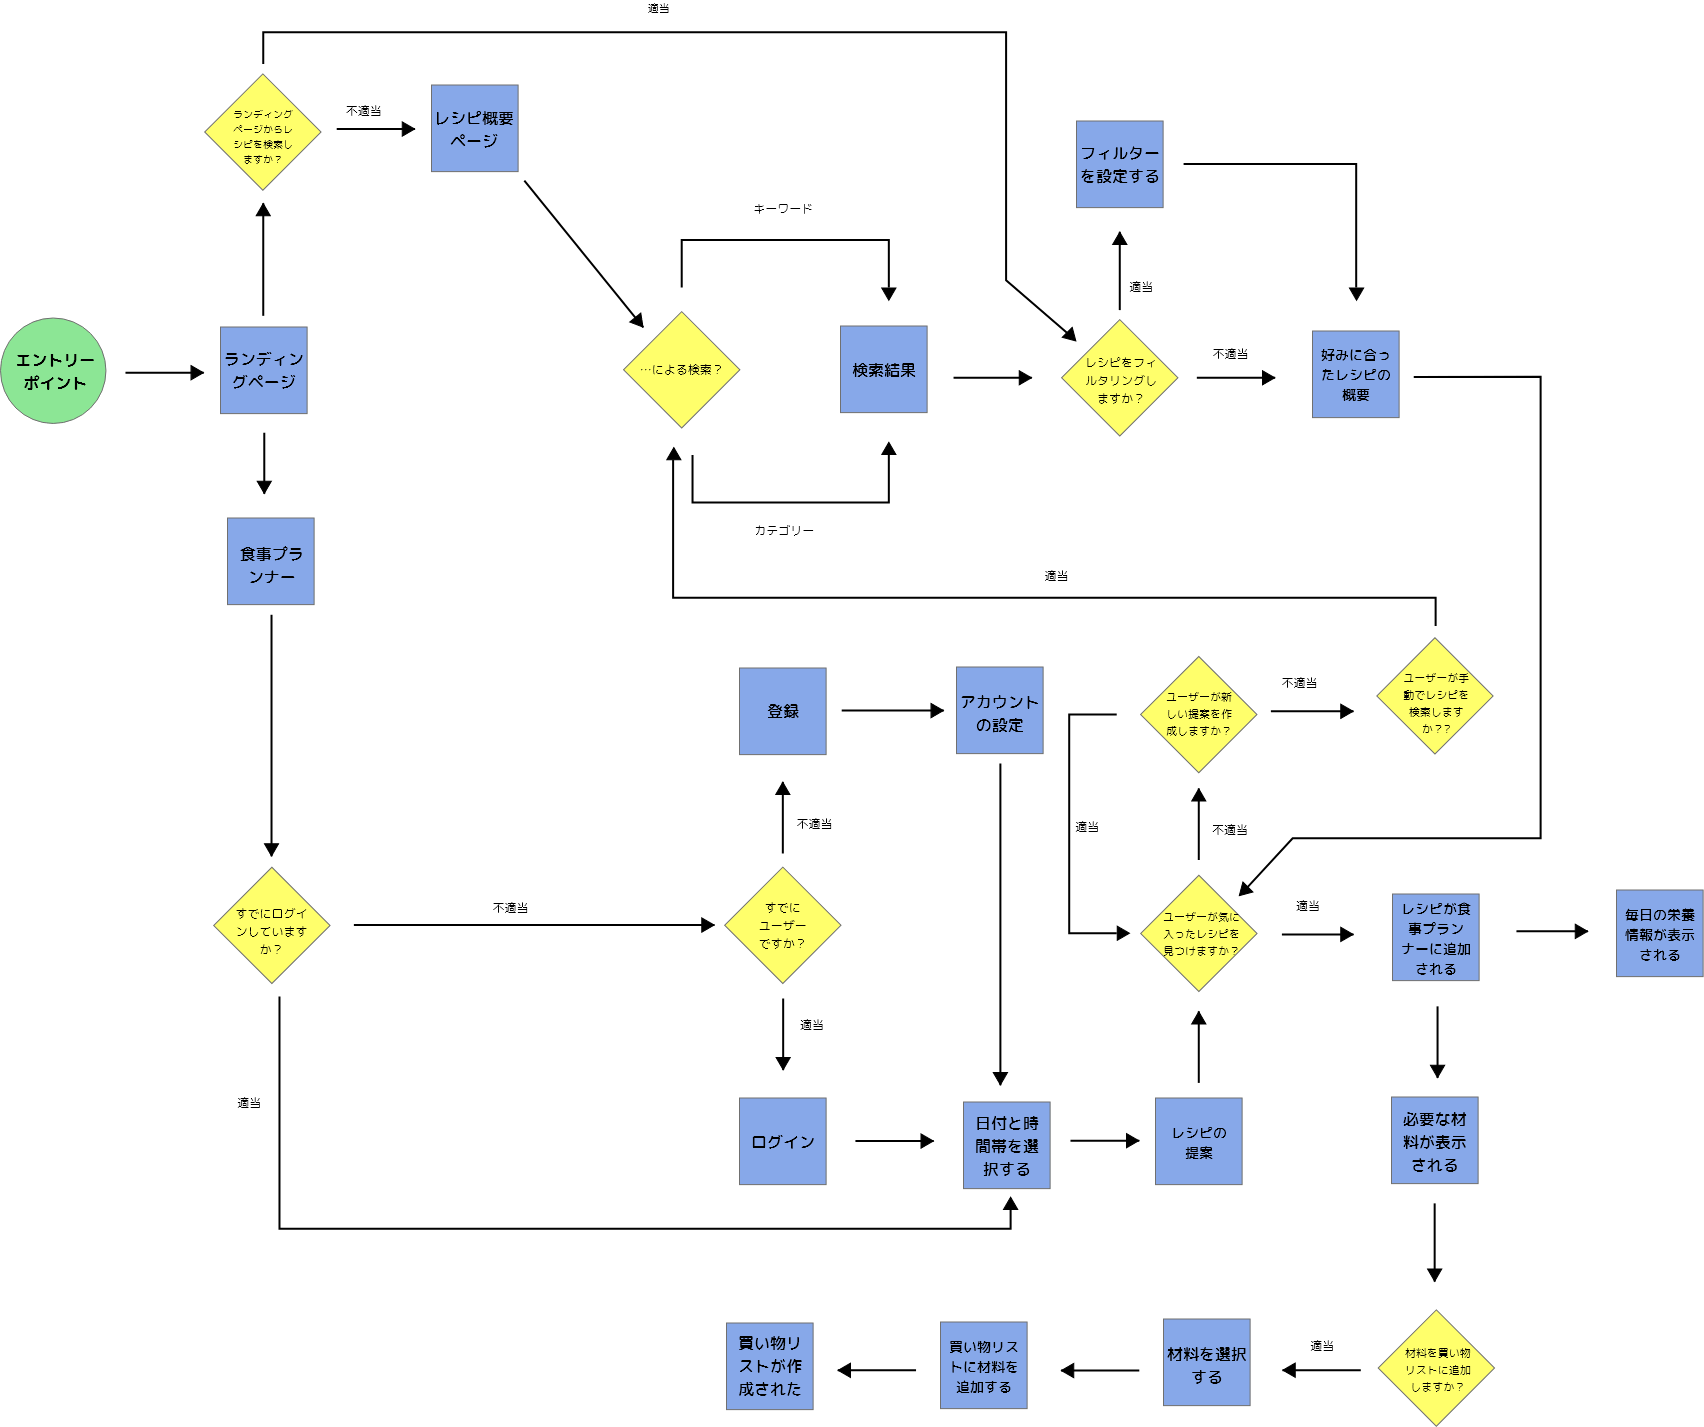 適当
ランディング
ページからレ
シピを検索し
ますか？
不適当
レシピ概要
ページ
フィルター
を設定する
キーワード
適当
エントリー
ポイント
ランディン
グページ
…による検索？
検索結果
レシピをフィ
ルタリングし
ますか？
不適当
好みに合っ
たレシピの
概要
カテゴリー
食事プラ
ンナー
適当
登録
アカウント
の設定
ユーザーが新
しい提案を作
成しますか？
不適当
ユーザーが手
動でレシピを
検索します
か？？
不適当
適当
不適当
すでにログイ
ンしています
か？
不適当
すでに
ユーザー
ですか？
ユーザーが気に
入ったレシピを
見つけますか？
適当
レシピが食
事プラン
ナーに追加
される
毎日の栄養
情報が表示
される
適当
適当
ログイン
日付と時
間帯を選
択する
レシピの
提案
必要な材
料が表示
される
買い物リ
ストが作
成された
買い物リス
トに材料を
追加する
材料を選択
する
適当
材料を買い物
リストに追加
しますか？